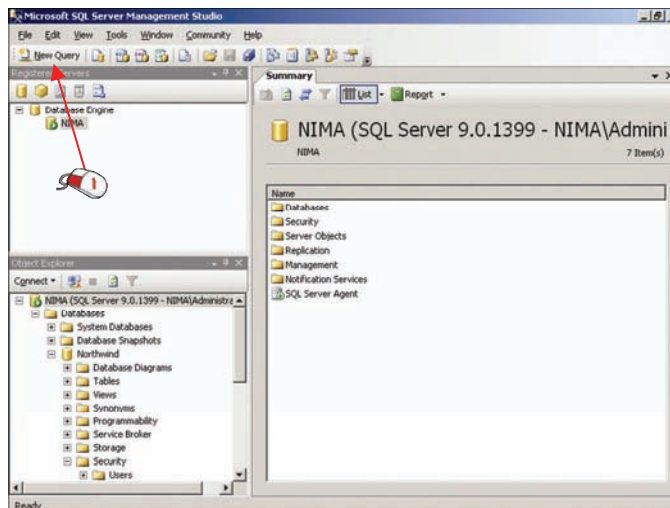 Microsoft SQL Server Management Studio
File Edit View Tools Window Community Help
New Query
Registered Servers
Database Engine
NIMA
Summary
List Report
NIMA (SQL Server 9.0.1399 - NIMA\Admini
NIMA 7 Item(s)
Name
Databases
Security
Server Objects
Replication
Management
Notification Services
SQL Server Agent
Object Explorer
Connect
NIMA (SQL Server 9.0.1399 - NIMA\Administra
Databases
System Databases
Database Snapshots
Northwind
Database Diagrams
Tables
Views
Synonyms
Programmability
Service Broker
Storage
Security
Users
Ready